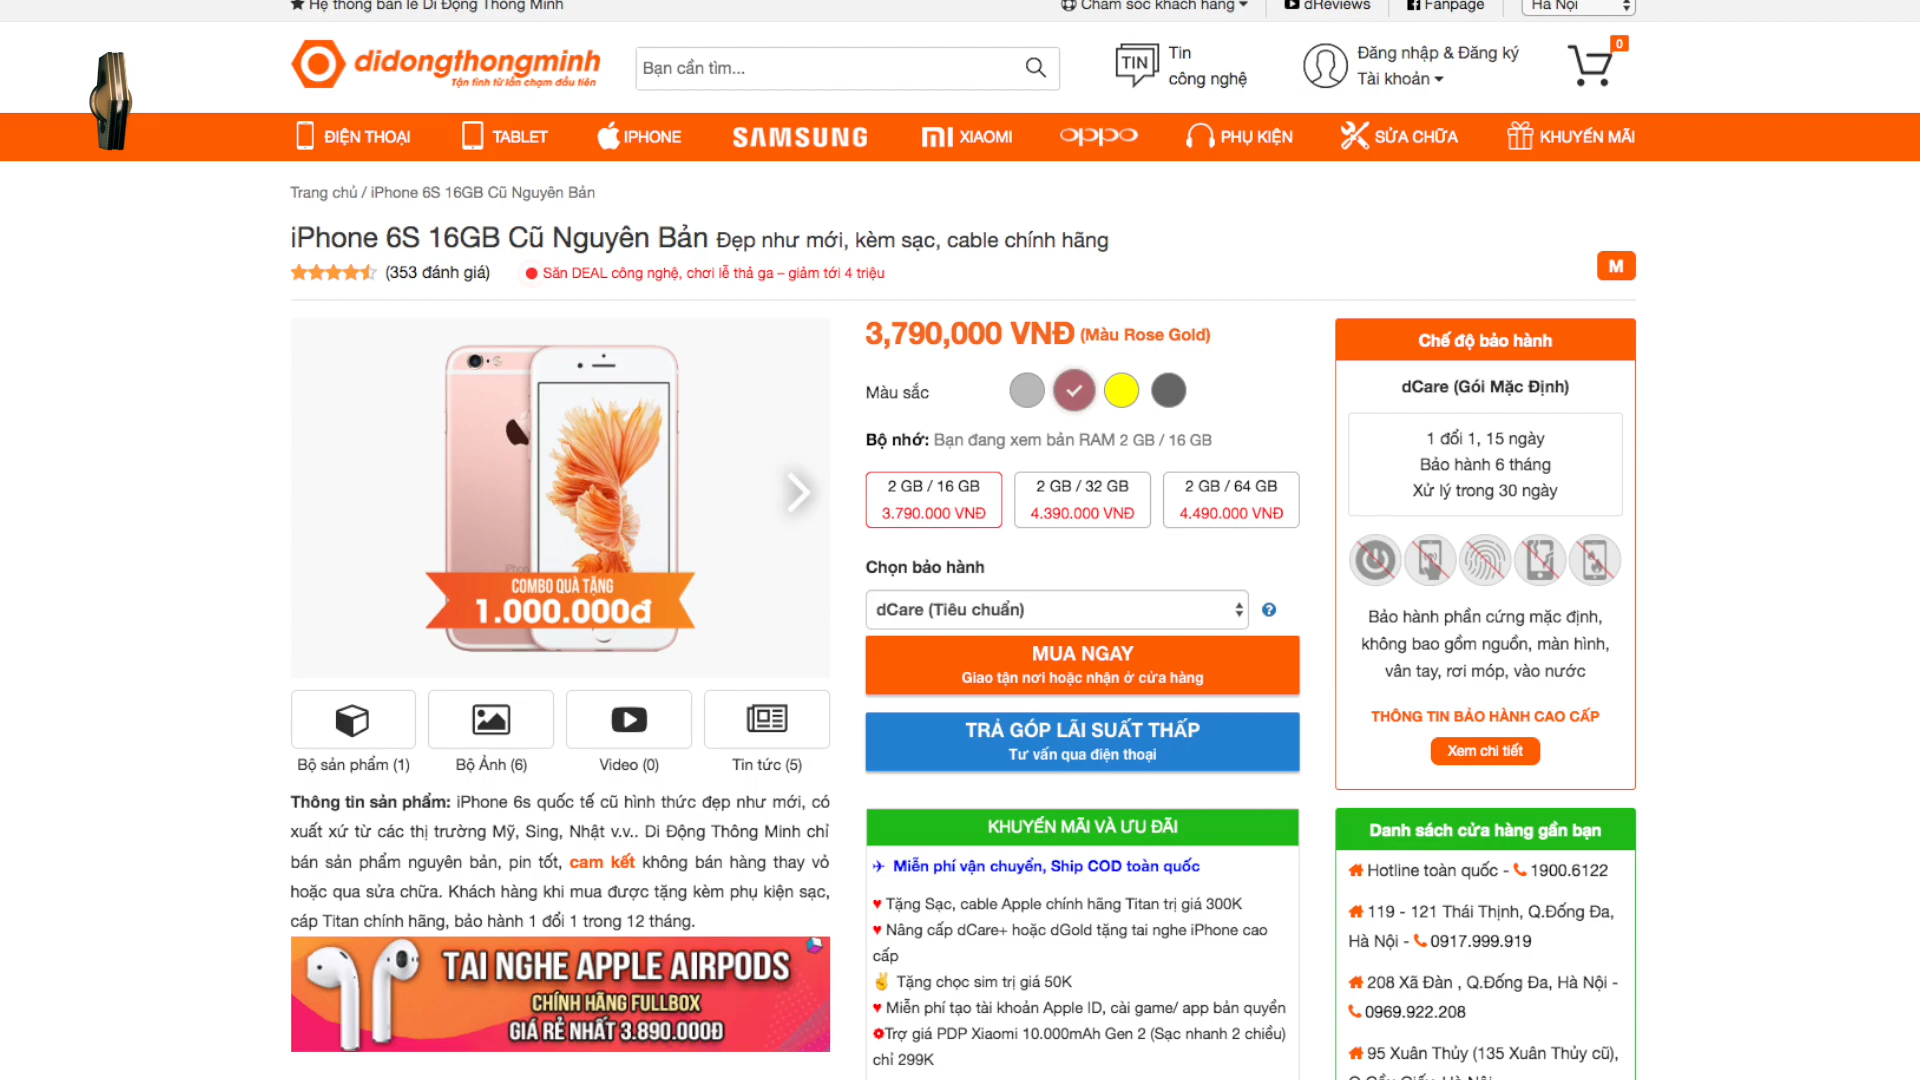 Hệ thống bán lẻ Di Động Thông Minh
Chăm sóc khách hàng
dReviews
Fanpage
Hà Nội
didongthongminh
Tận tình từ lần chạm đầu tiên
Bạn cần tìm...
TIN
Tin
công nghệ
Đăng nhập & Đăng ký
Tài khoản
0
ĐIỆN THOẠI
TABLET
IPHONE
SAMSUNG
XIAOMI
oppo
PHỤ KIỆN
SỬA CHỮA
KHUYẾN MÃI
Trang chủ / iPhone 6S 16GB Cũ Nguyên Bản
iPhone 6S 16GB Cũ Nguyên Bản Đẹp như mới, kèm sạc, cable chính hãng
(353 đánh giá)
Săn DEAL công nghệ, chơi lễ thả ga – giảm tới 4 triệu
M
COMBO QUÀ TẶNG
1.000.000đ
Bộ sản phẩm (1)
Bộ Ảnh (6)
Video (0)
Tin tức (5)
Thông tin sản phẩm: iPhone 6s quốc tế cũ hình thức đẹp như mới, có
xuất xứ từ các thị trường Mỹ, Sing, Nhật v.v.. Di Động Thông Minh chỉ
bán sản phẩm nguyên bản, pin tốt, cam kết không bán hàng thay vỏ
hoặc qua sửa chữa. Khách hàng khi mua được tặng kèm phụ kiện sạc,
cáp Titan chính hãng, bảo hành 1 đổi 1 trong 12 tháng.
TAI NGHE APPLE AIRPODS
CHÍNH HÃNG FULLBOX
GIÁ RẺ NHẤT 3.890.000Đ
3,790,000 VNĐ (Màu Rose Gold)
Màu sắc
Bộ nhớ: Bạn đang xem bản RAM 2 GB / 16 GB
2 GB / 16 GB
3.790.000 VNĐ
2 GB / 32 GB
4.390.000 VNĐ
2 GB / 64 GB
4.490.000 VNĐ
Chọn bảo hành
dCare (Tiêu chuẩn)
MUA NGAY
Giao tận nơi hoặc nhận ở cửa hàng
TRẢ GÓP LÃI SUẤT THẤP
Tư vấn qua điện thoại
KHUYẾN MÃI VÀ ƯU ĐÃI
✈ Miễn phí vận chuyển, Ship COD toàn quốc
♥ Tặng Sạc, cable Apple chính hãng Titan trị giá 300K
♥ Nâng cấp dCare+ hoặc dGold tặng tai nghe iPhone cao
cấp
✌ Tặng chọc sim trị giá 50K
♥ Miễn phí tạo tài khoản Apple ID, cài game/ app bản quyền
Trợ giá PDP Xiaomi 10.000mAh Gen 2 (Sạc nhanh 2 chiều)
chỉ 299K
Chế độ bảo hành
dCare (Gói Mặc Định)
1 đổi 1, 15 ngày
Bảo hành 6 tháng
Xử lý trong 30 ngày
Bảo hành phần cứng mặc định,
không bao gồm nguồn, màn hình,
vân tay, rơi móp, vào nước
THÔNG TIN BẢO HÀNH CAO CẤP
Xem chi tiết
Danh sách cửa hàng gần bạn
Hotline toàn quốc - 1900.6122
119 - 121 Thái Thịnh, Q.Đống Đa,
Hà Nội - 0917.999.919
208 Xã Đàn , Q.Đống Đa, Hà Nội -
0969.922.208
95 Xuân Thủy (135 Xuân Thủy cũ),